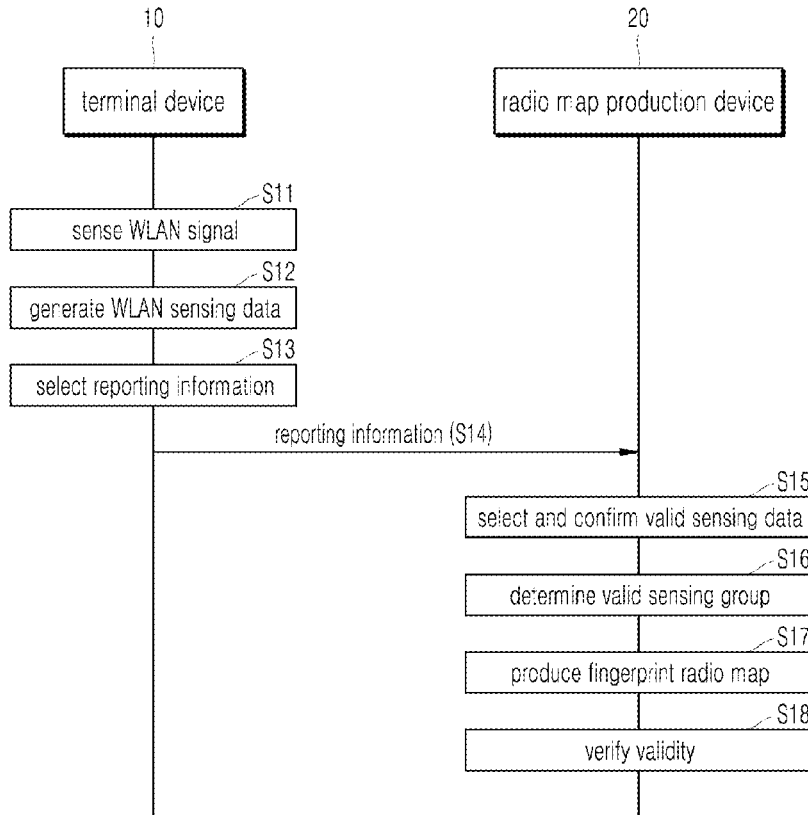 10
20
terminal device
radio map production device
S11
sense WLAN signal
S12
generate WLAN sensing data
S13
select reporting information
reporting information (S14)
S15
select and confirm valid sensing data
S16
determine valid sensing group
S17
produce fingerprint radio map
S18
verify validity